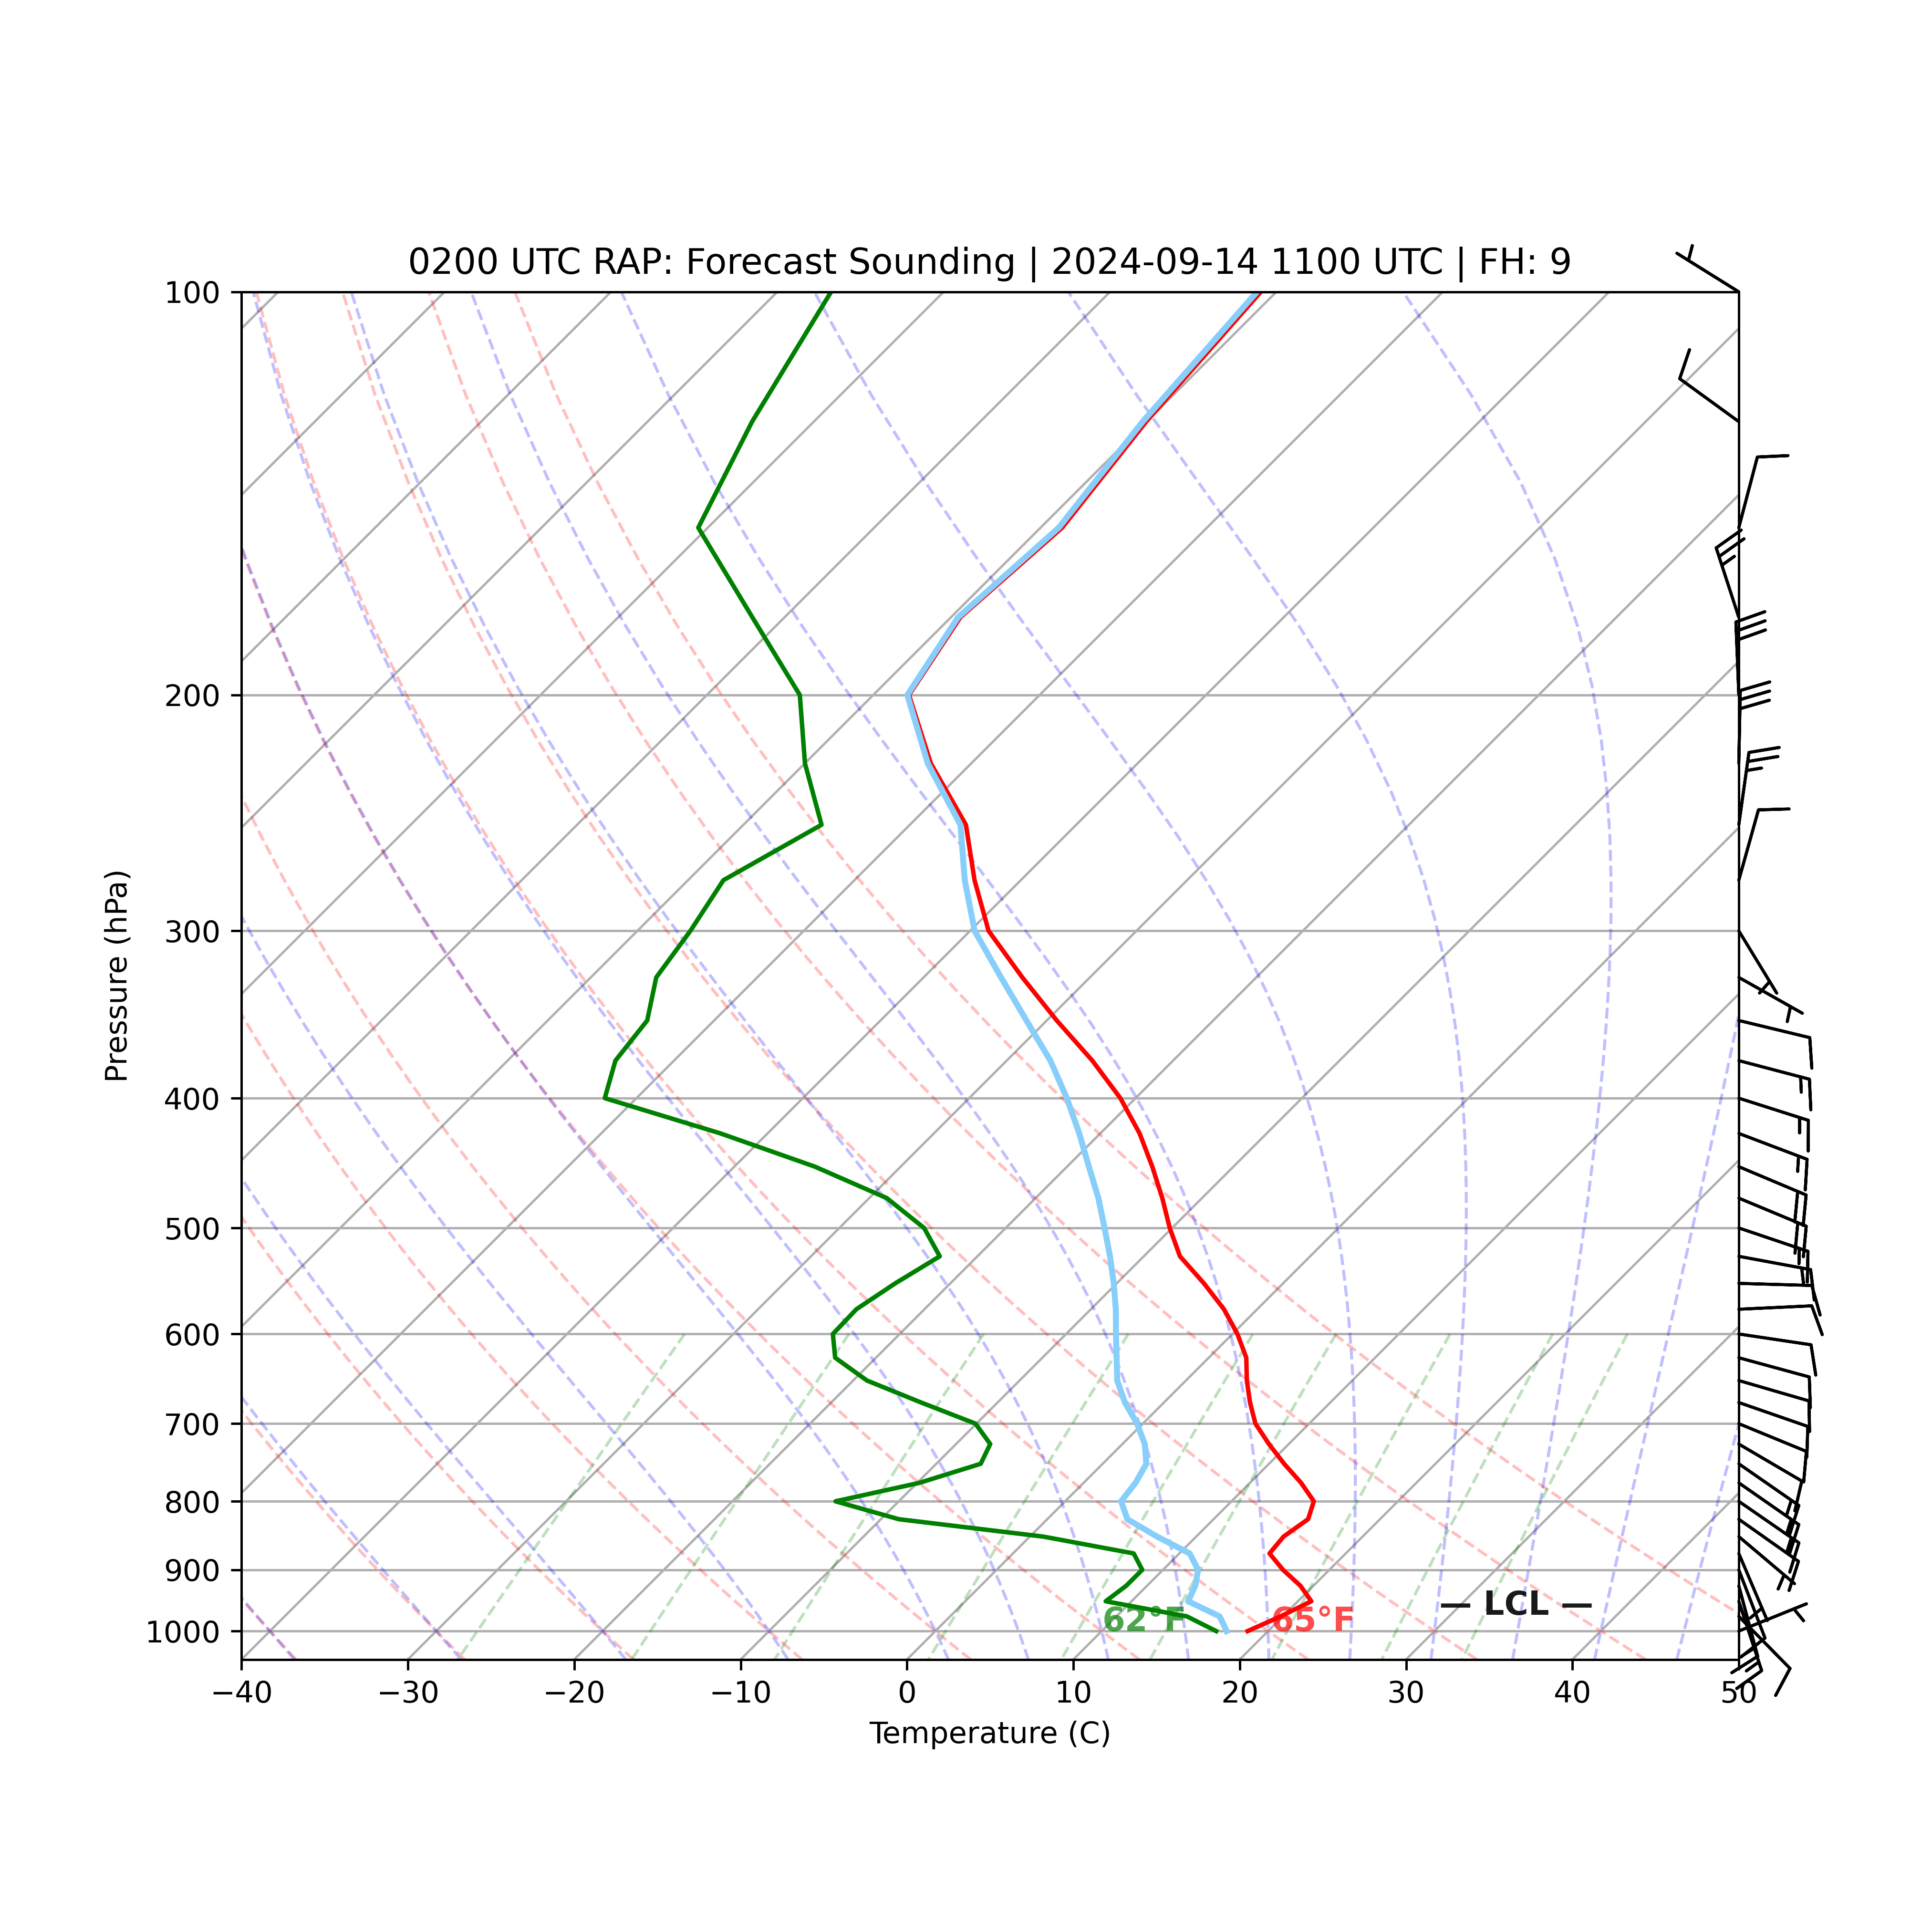 0200 UTC RAP: Forecast Sounding | 2024-09-14 1100 UTC | FH: 9
100
200
300
400
500
600
700
800
900
1000
Pressure (hPa)
62°F
65°F
— LCL —
−40 −30 −20 −10 0 10 20 30 40 50
Temperature (C)